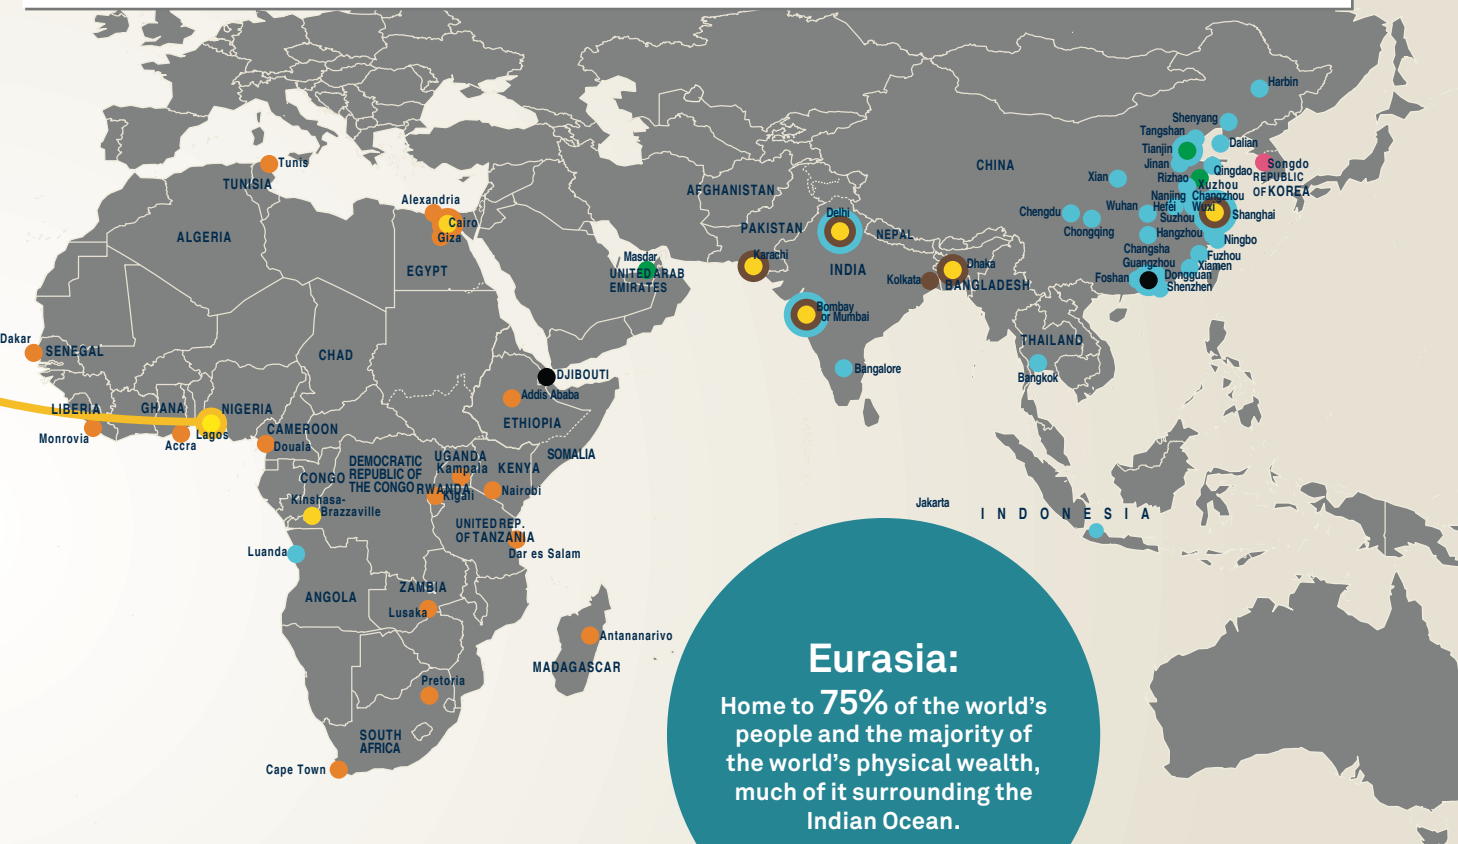 Harbin
Shenyang
Tangshan
Tianjin
Dalian
Jinan
Songdo
Qingdao
REPUBLIC
OF KOREA
Rizhao
Xuzhou
Xian
CHINA
Nanjing
Changzhou
Wuhan
Hefei
Wuxi
Suzhou
Shanghai
Chengdu
Chongqing
Hangzhou
Ningbo
Changsha
Fuzhou
Guangzhou
Xiamen
Foshan
Dongguan
Shenzhen
Tunis
TUNISIA
Alexandria
Cairo
Giza
ALGERIA
EGYPT
AFGHANISTAN
PAKISTAN
Delhi
NEPAL
Karachi
Masdar
UNITED ARAB
EMIRATES
INDIA
Kolkata
Dhaka
BANGLADESH
Bombay
or Mumbai
THAILAND
Bangkok
Bangalore
Dakar
SENEGAL
CHAD
DJIBOUTI
Addis Ababa
ETHIOPIA
LIBERIA
GHANA
NIGERIA
Monrovia
Accra
Lagos
CAMEROON
Douala
SOMALIA
UGANDA
Kampala
KENYA
DEMOCRATIC
REPUBLIC OF
THE CONGO
CONGO
RWANDA
Kigali
Nairobi
Kinshasa-
Brazzaville
UNITED REP.
OF TANZANIA
Dar es Salam
Luanda
ANGOLA
ZAMBIA
Lusaka
Antananarivo
MADAGASCAR
Pretoria
SOUTH
AFRICA
Cape Town
Jakarta
INDONESIA
Eurasia:
Home to 75% of the world's
people and the majority of
the world's physical wealth,
much of it surrounding the
Indian Ocean.